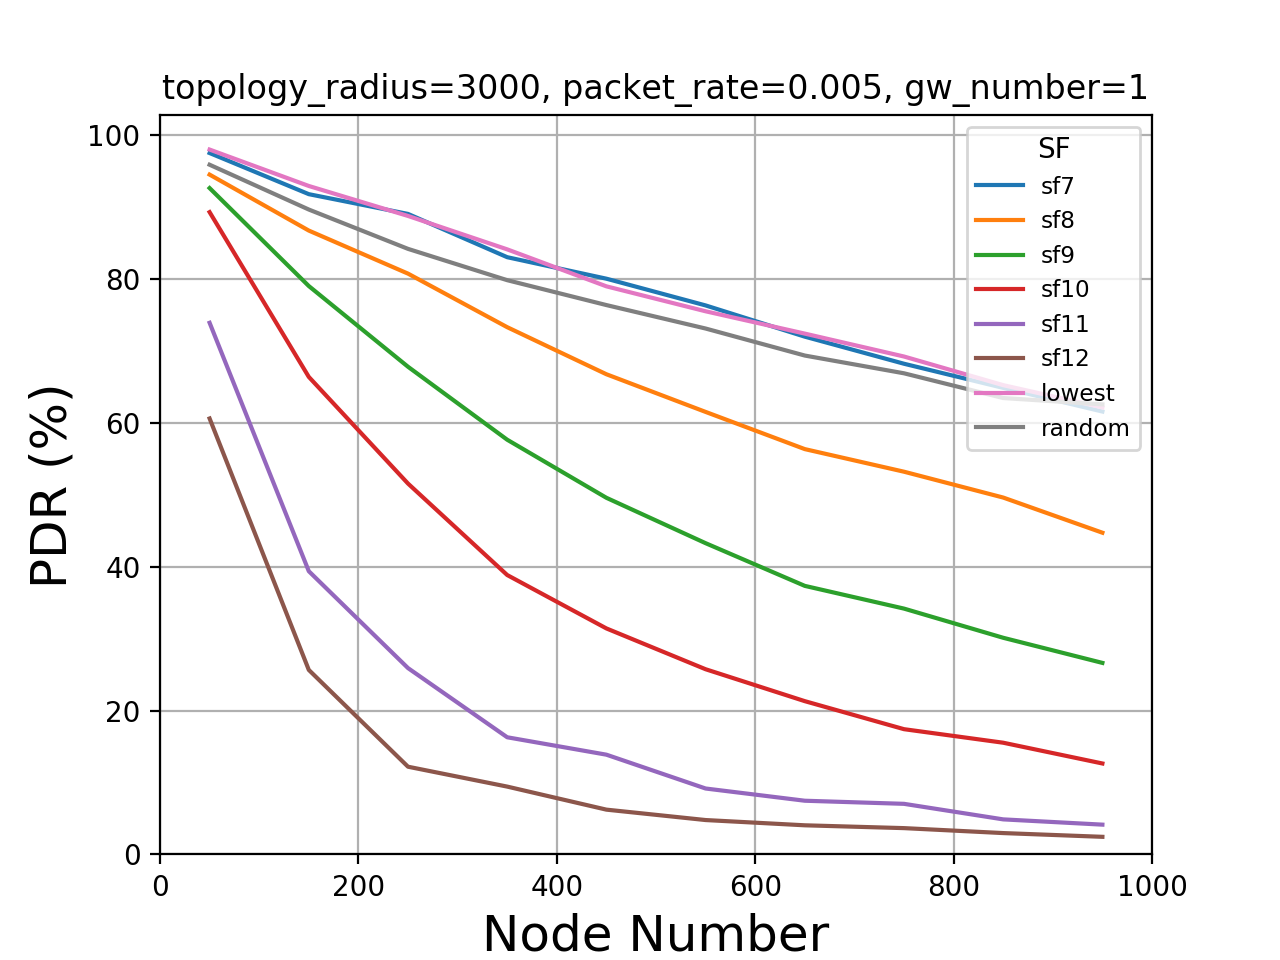 topology_radius=3000, packet_rate=0.005, gw_number=1
100
80
60
40
20
0
PDR (%)
SF
sf7
sf8
sf9
sf10
sf11
sf12
lowest
random
0 200 400 600 800 1000
Node Number